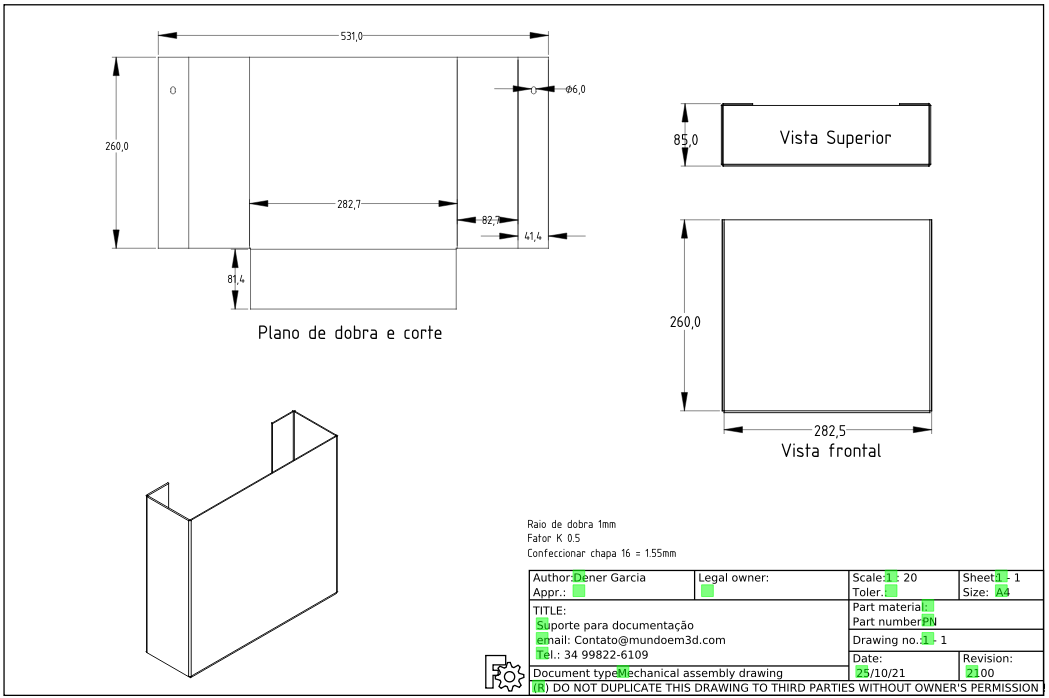 531,0
Ø6,0
260,0
282,7
82,7
41,4
81,4
Plano de dobra e corte
85,0
Vista Superior
260,0
282,5
Vista frontal
Raio de dobra 1mm
Fator K 0.5
Confeccionar chapa 16 = 1.55mm
Author:Dener Garcia
Legal owner:
Scale:1 : 20
Sheet:1 - 1
Appr.:
Toler.:
Size: A4
TITLE:
Suporte para documentação
email: Contato@mundoem3d.com
Tel.: 34 99822-6109
Part material:
Part number:PN
Drawing no.:1 - 1
Document type:Mechanical assembly drawing
Date:
25/10/21
Revision:
2100
(R) DO NOT DUPLICATE THIS DRAWING TO THIRD PARTIES WITHOUT OWNER'S PERMISSION !